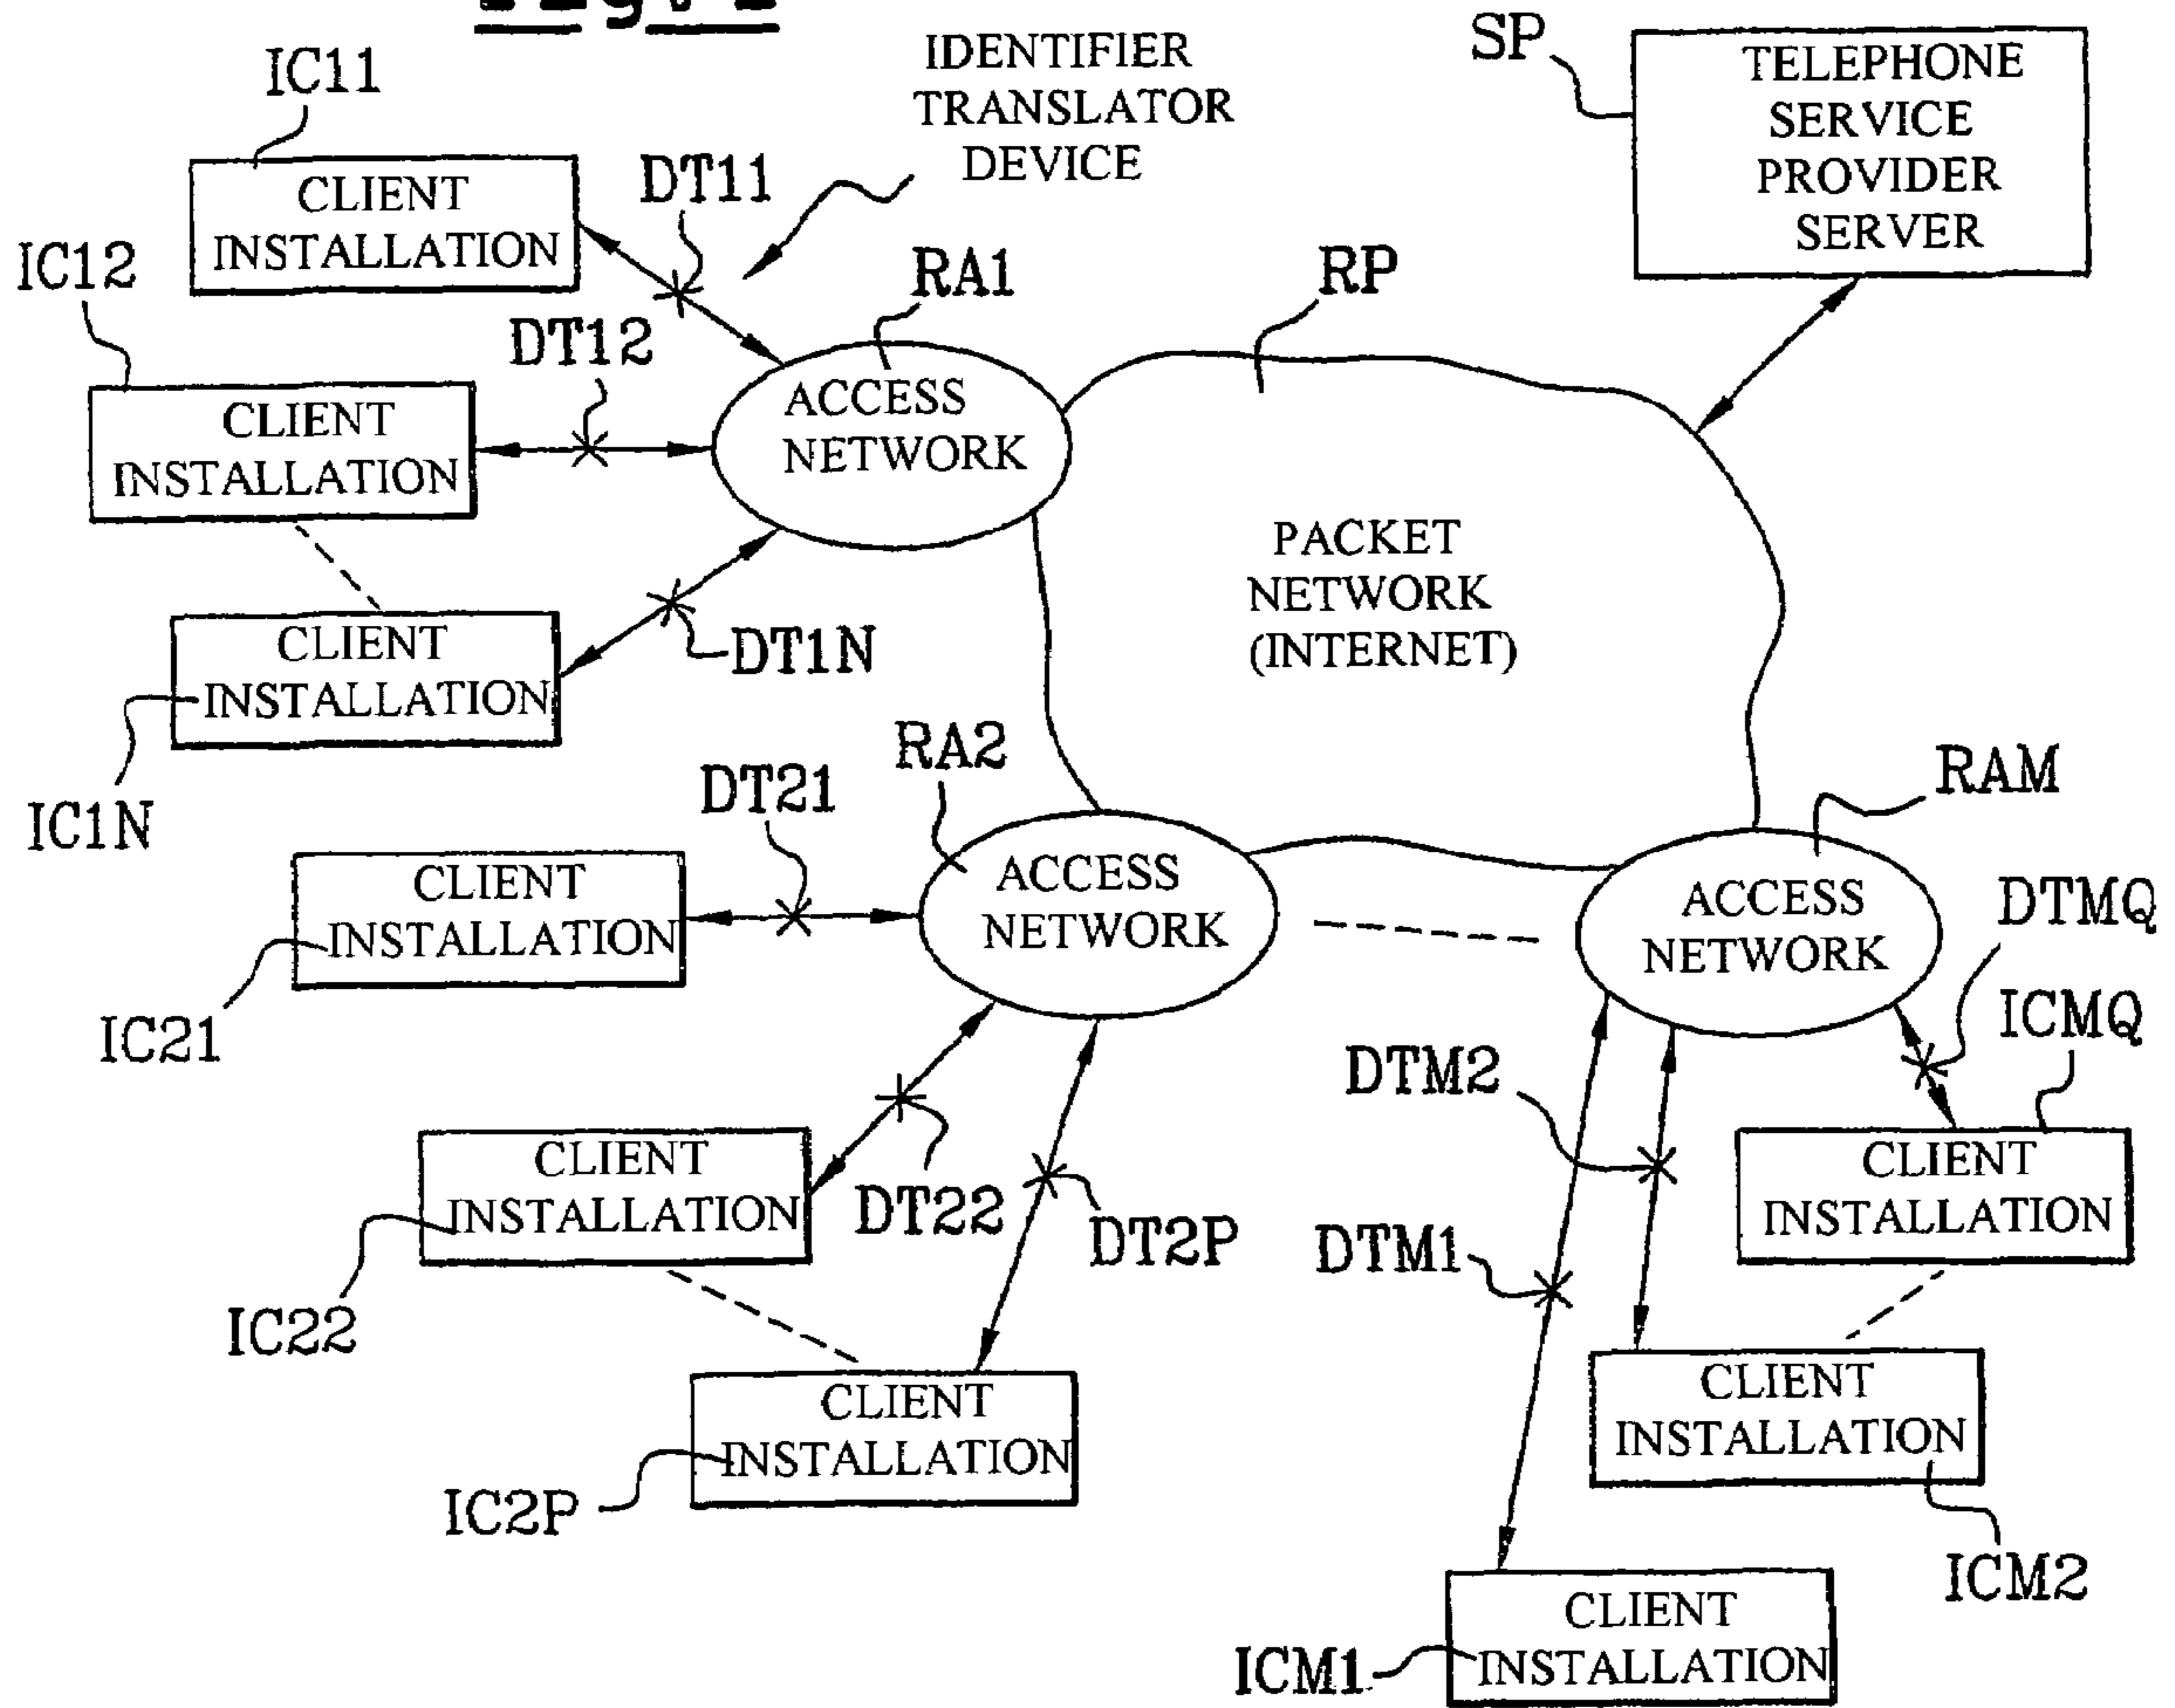 IDENTIFIER
TRANSLATOR
DEVICE
SP
TELEPHONE
SERVICE
PROVIDER
SERVER
IC11
CLIENT
INSTALLATION
DT11
IC12
DT12
RA1
RP
CLIENT
INSTALLATION
ACCESS
NETWORK
PACKET
NETWORK
(INTERNET)
CLIENT
INSTALLATION
DT1N
IC1N
DT21
RA2
RAM
CLIENT
INSTALLATION
ACCESS
NETWORK
ACCESS
NETWORK
DTMQ
IC21
ICMQ
DTM2
CLIENT
INSTALLATION
DT22
DT2P
CLIENT
INSTALLATION
DTM1
IC22
CLIENT
INSTALLATION
CLIENT
INSTALLATION
IC2P
ICM2
CLIENT
INSTALLATION
ICM1